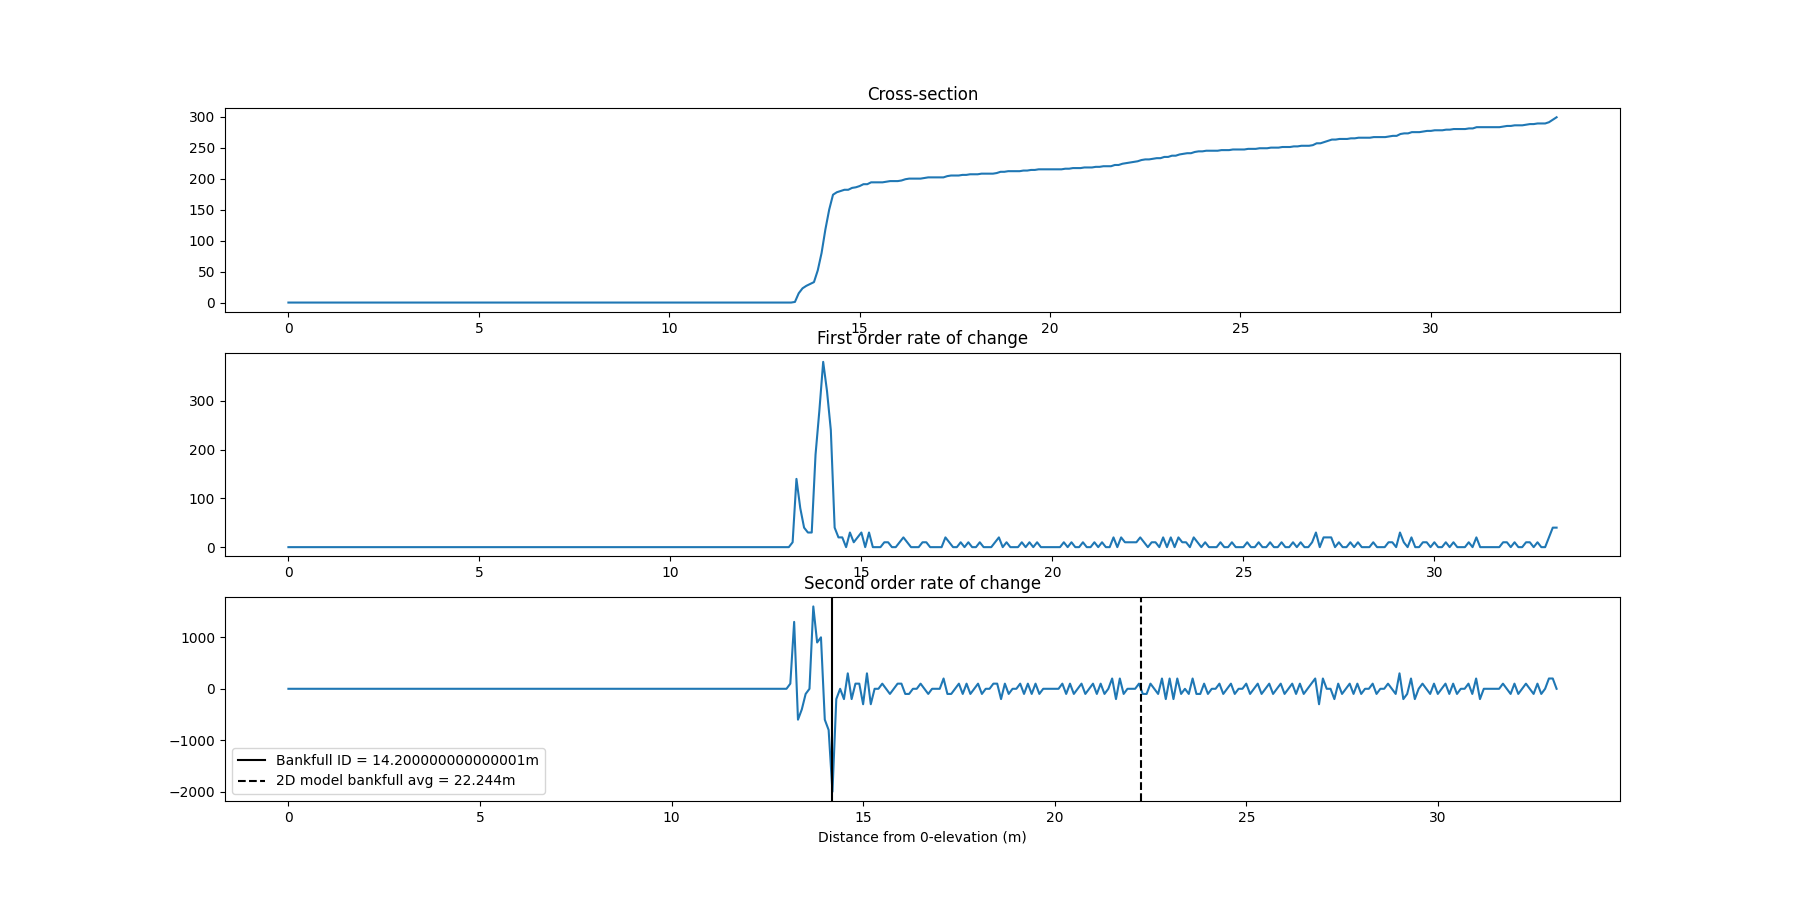 Cross-section
300
250
200
150
100
50
0
0 5 10 15 20 25 30
First order rate of change
300
200
100
0
0 5 10 15 20 25 30
Second order rate of change
1000
0
−1000
−2000
Bankfull ID = 14.200000000000001m
2D model bankfull avg = 22.244m
0 5 10 15 20 25 30
Distance from 0-elevation (m)